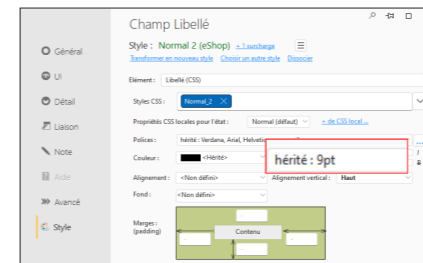 Champ Libellé
Style : Normal 2 (eShop) + 1 surcharge
Transformer en nouveau style Choisir un autre style Dissocier
Général
UI
Détail
Liaison
Note
Aide
Avancé
Style
Elément : Libellé (CSS)
Styles CSS : Normal_2
Propriétés CSS locales pour l'état : Normal (défaut) + de CSS local ...
Polices : hérité : Verdana, Arial, Helvetic
hérité : 9pt
Couleur : <Hérité>
Alignement : <Non défini> Alignement vertical : Haut
Fond : <Non défini>
Marges :
(padding)
Contenu